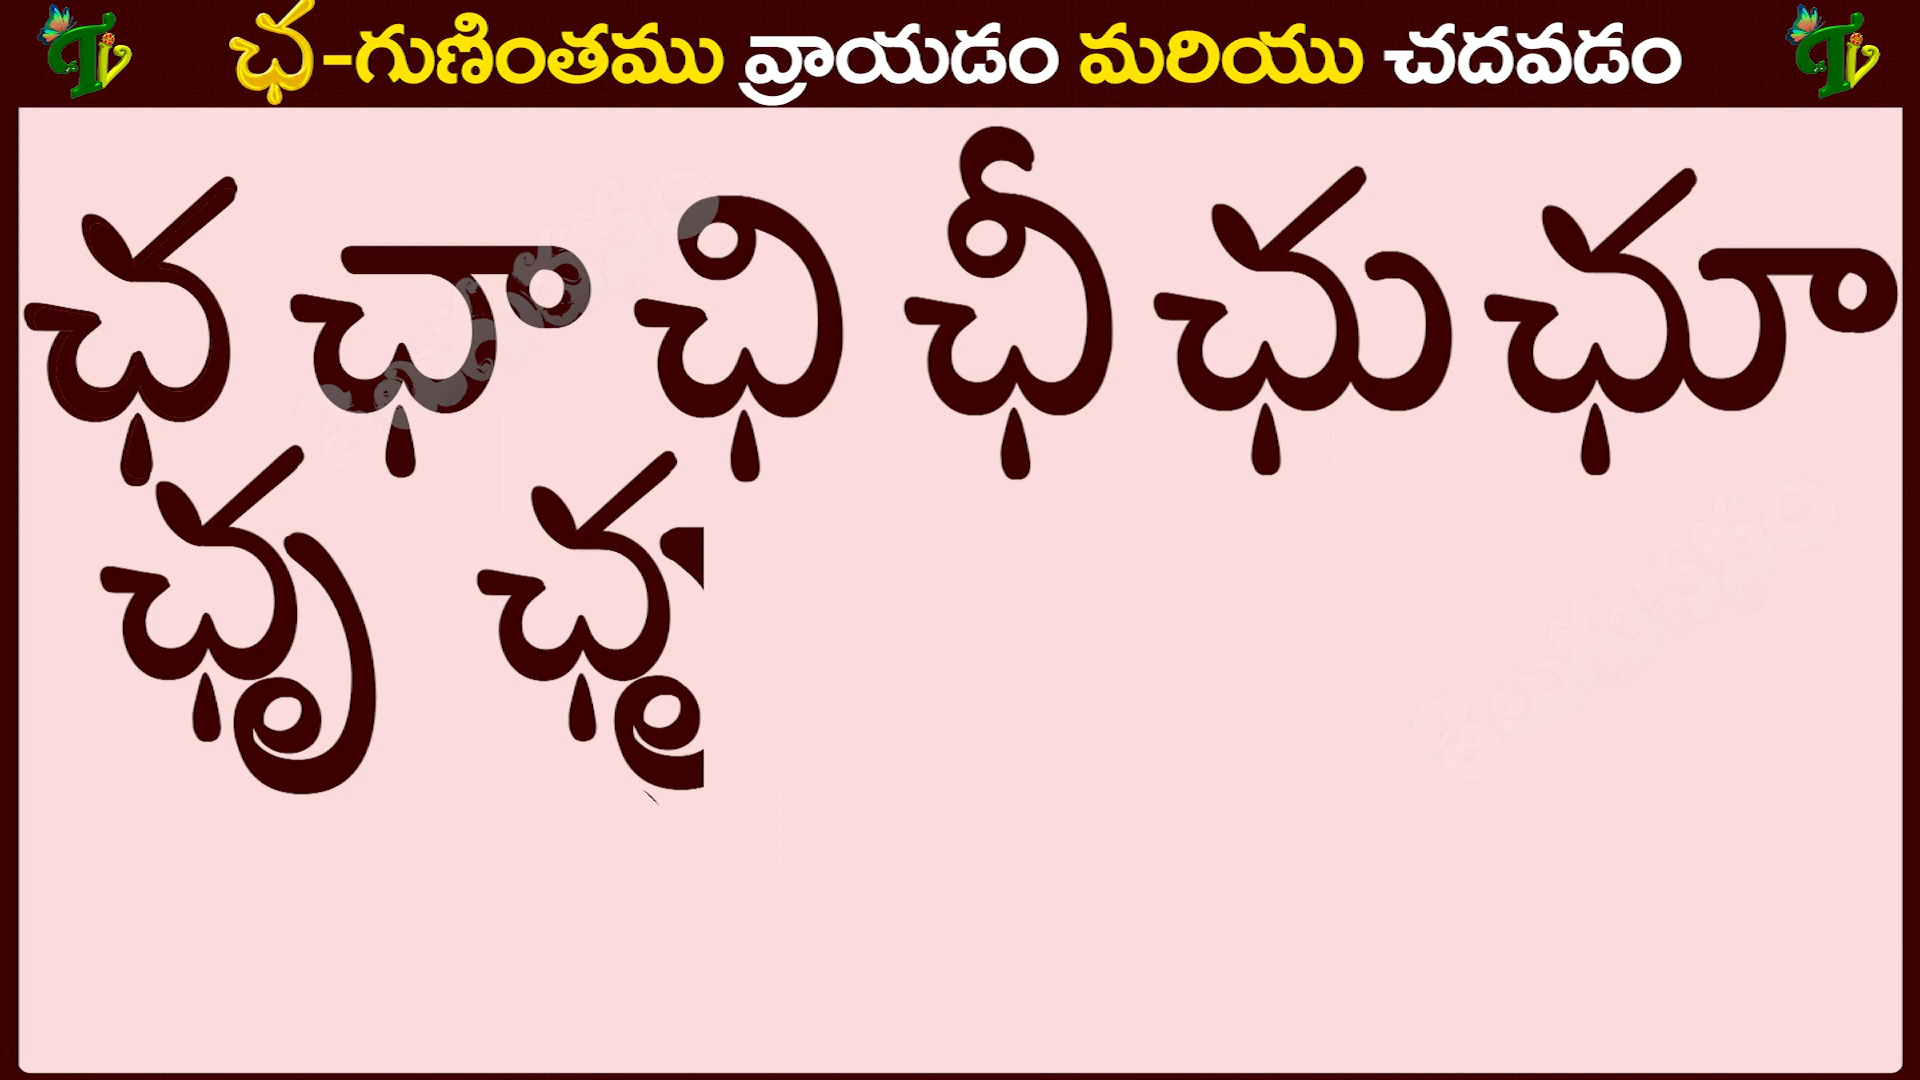 ఛ-గుణింతము వ్రాయడం మరియు చదవడం
ఛ ఛా ఛి ఛీ ఛు ఛూ
ఛృ